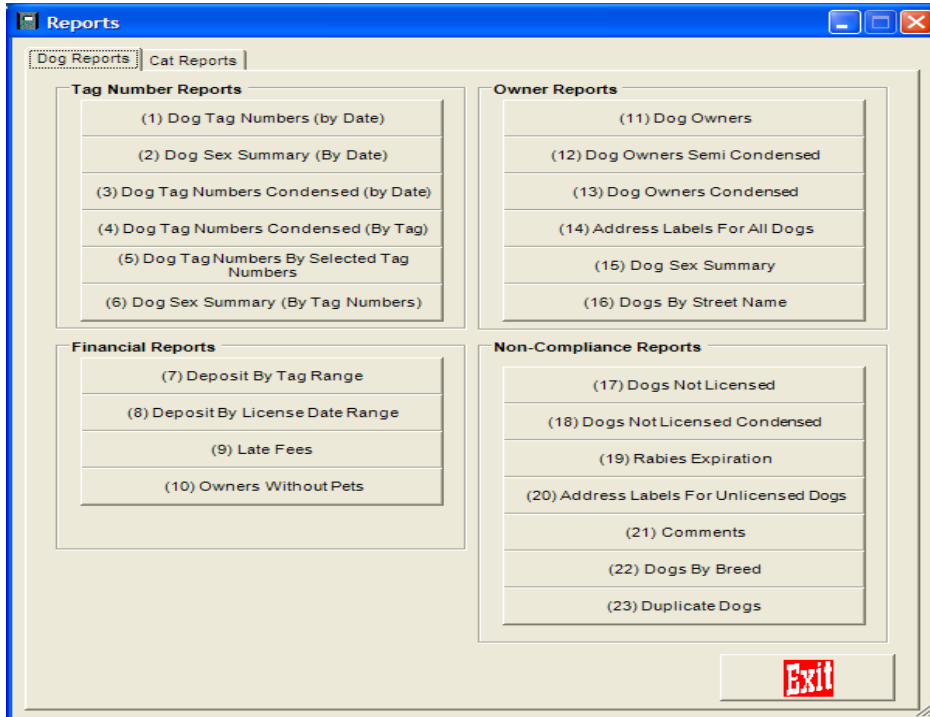 Reports
Dog Reports
Cat Reports
Tag Number Reports
(1) Dog Tag Numbers (by Date)
(2) Dog Sex Summary (By Date)
(3) Dog Tag Numbers Condensed (by Date)
(4) Dog Tag Numbers Condensed (By Tag)
(5) Dog Tag Numbers By Selected Tag
Numbers
(6) Dog Sex Summary (By Tag Numbers)
Financial Reports
(7) Deposit By Tag Range
(8) Deposit By License Date Range
(9) Late Fees
(10) Owners Without Pets
Owner Reports
(11) Dog Owners
(12) Dog Owners Semi Condensed
(13) Dog Owners Condensed
(14) Address Labels For All Dogs
(15) Dog Sex Summary
(16) Dogs By Street Name
Non-Compliance Reports
(17) Dogs Not Licensed
(18) Dogs Not Licensed Condensed
(19) Rabies Expiration
(20) Address Labels For Unlicensed Dogs
(21) Comments
(22) Dogs By Breed
(23) Duplicate Dogs
Exit